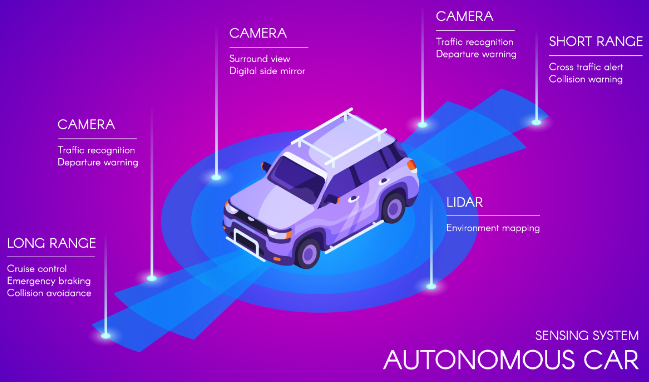 CAMERA
Surround view
Digital side mirror
CAMERA
Traffic recognition
Departure warning
SHORT RANGE
Cross traffic alert
Collision warning
CAMERA
Traffic recognition
Departure warning
LIDAR
Environment mapping
LONG RANGE
Cruise control
Emergency braking
Collision avoidance
SENSING SYSTEM
AUTONOMOUS CAR